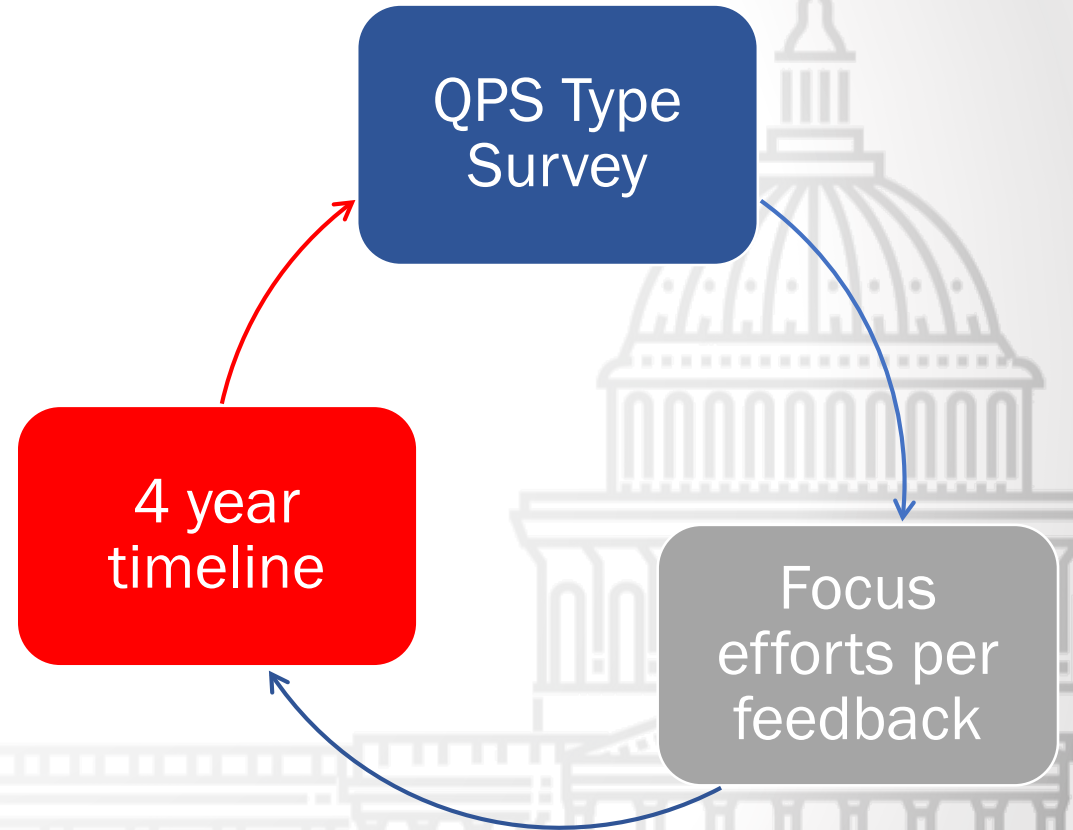 QPS Type
Survey
Focus
efforts per
feedback
4 year
timeline